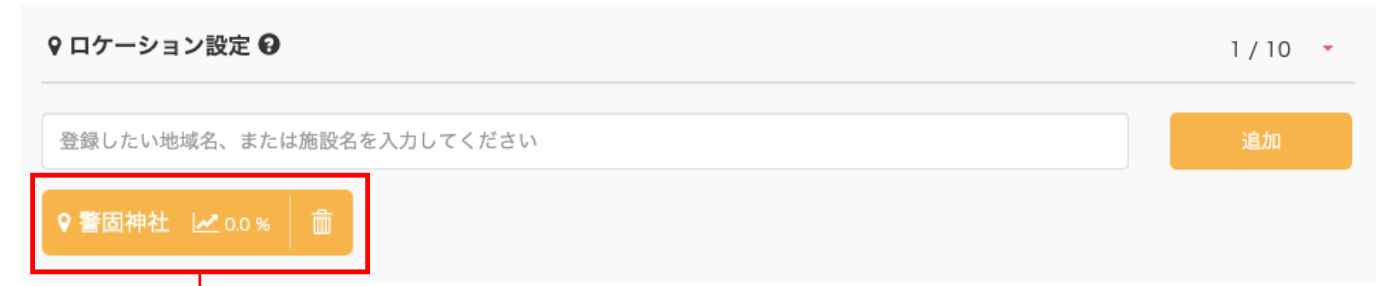 ロケーション設定
1 / 10
登録したい地域名、または施設名を入力してください
追加
警固神社 0.0 %